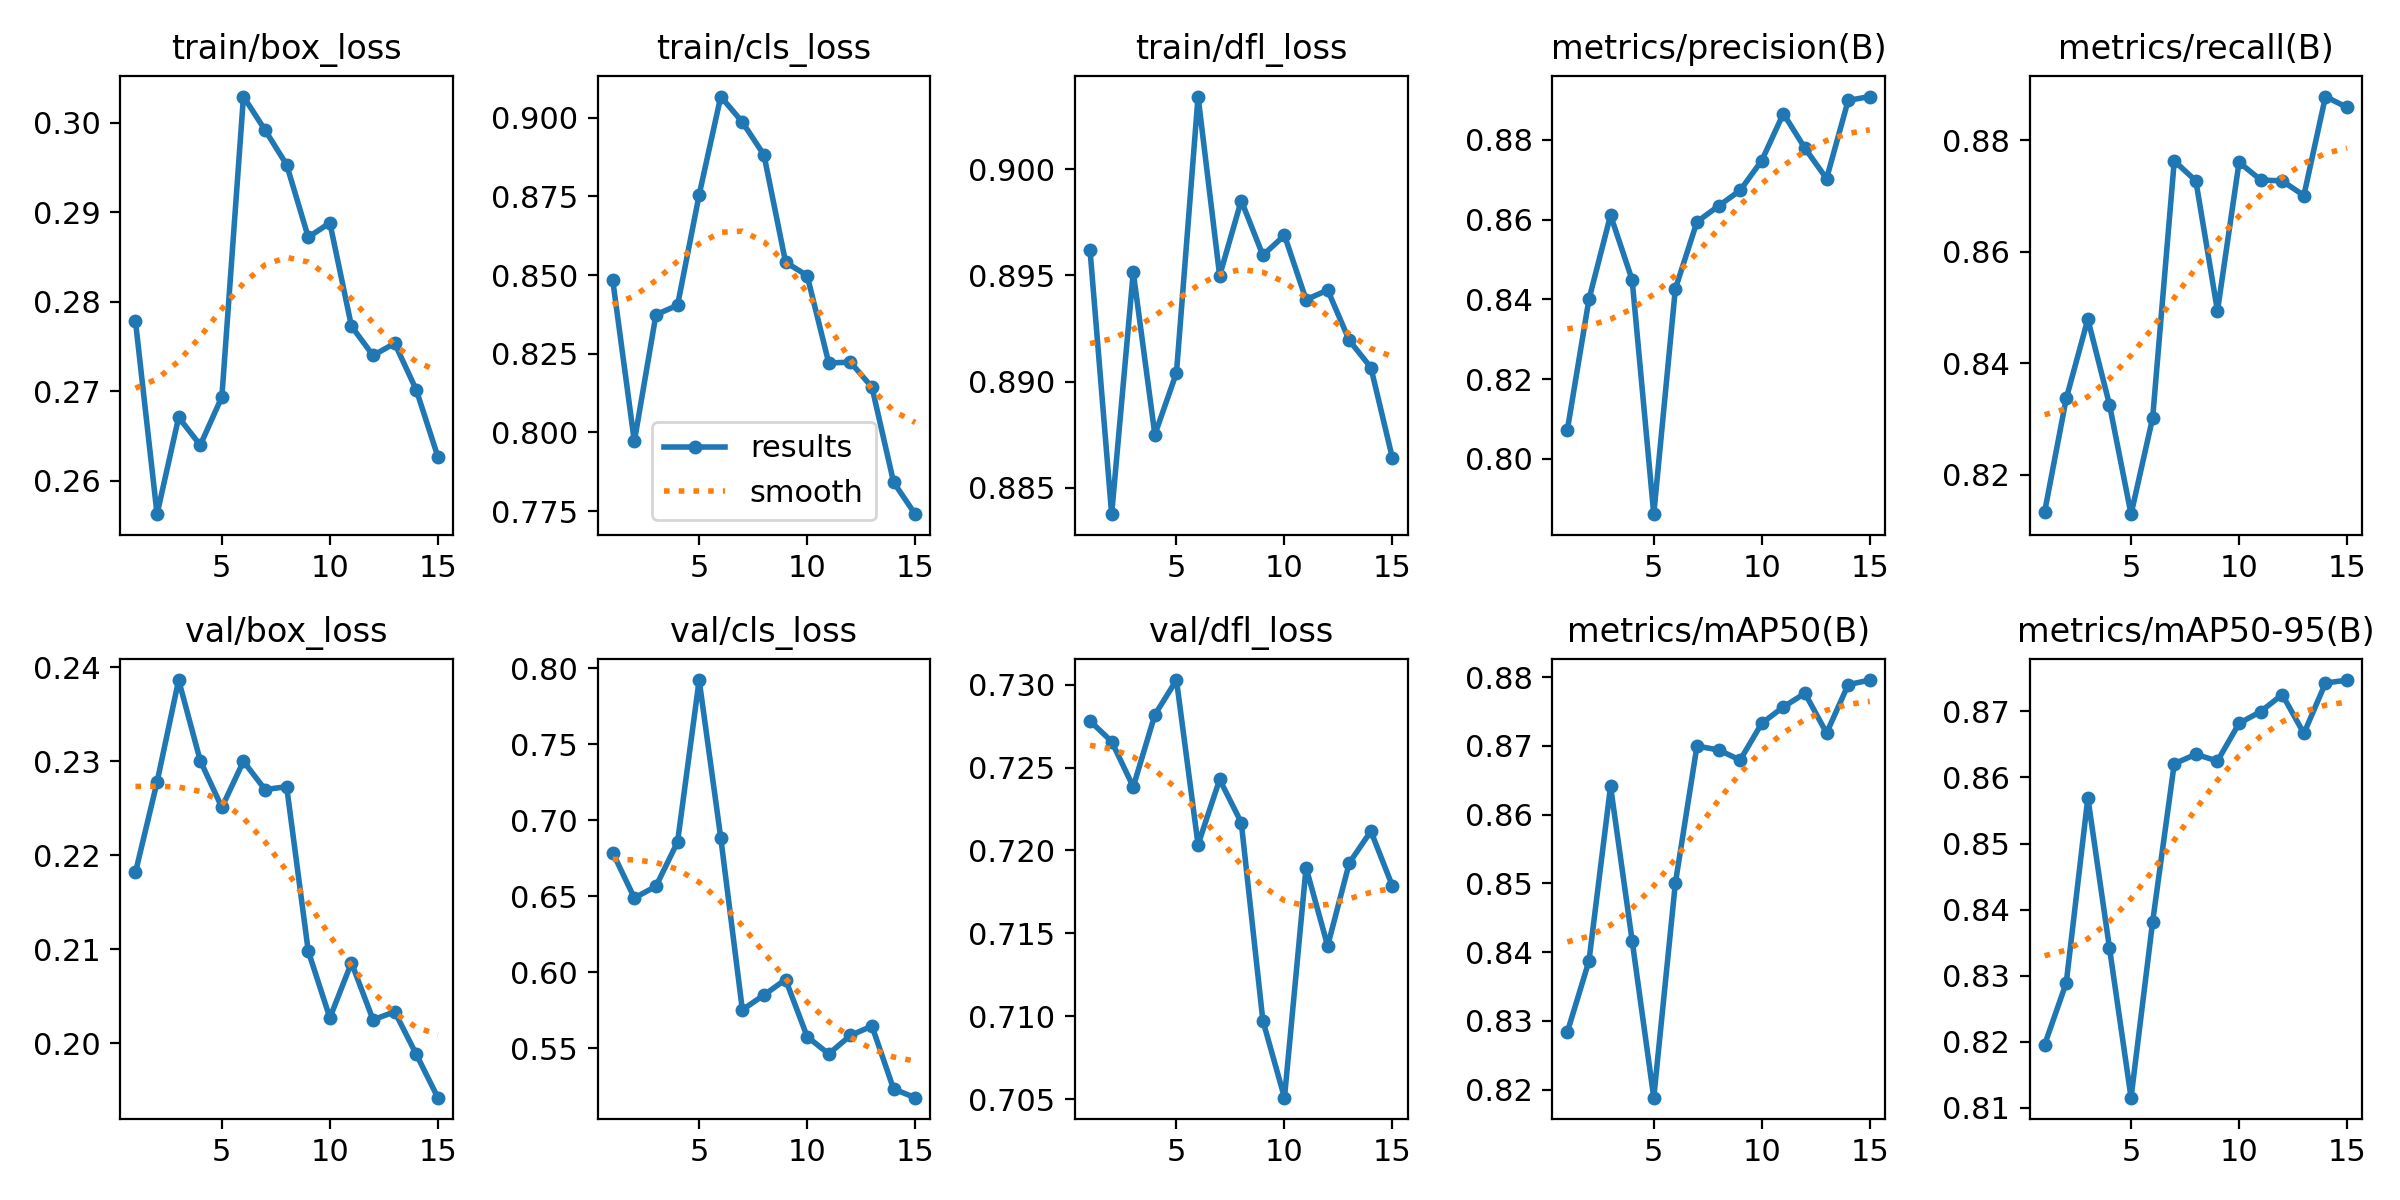 train/box_loss
0.30
0.29
0.28
0.27
0.26
5 10 15
train/cls_loss
0.900
0.875
0.850
0.825
0.800
0.775
results
smooth
5 10 15
train/dfl_loss
0.900
0.895
0.890
0.885
5 10 15
metrics/precision(B)
0.88
0.86
0.84
0.82
0.80
5 10 15
metrics/recall(B)
0.88
0.86
0.84
0.82
5 10 15
val/box_loss
0.24
0.23
0.22
0.21
0.20
5 10 15
val/cls_loss
0.80
0.75
0.70
0.65
0.60
0.55
5 10 15
val/dfl_loss
0.730
0.725
0.720
0.715
0.710
0.705
5 10 15
metrics/mAP50(B)
0.88
0.87
0.86
0.85
0.84
0.83
0.82
5 10 15
metrics/mAP50-95(B)
0.87
0.86
0.85
0.84
0.83
0.82
0.81
5 10 15